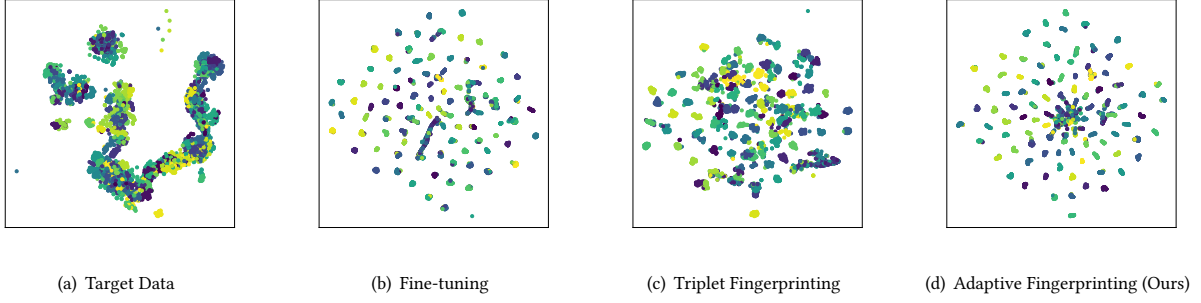 (a) Target Data
(b) Fine-tuning
(c) Triplet Fingerprinting
(d) Adaptive Fingerprinting (Ours)